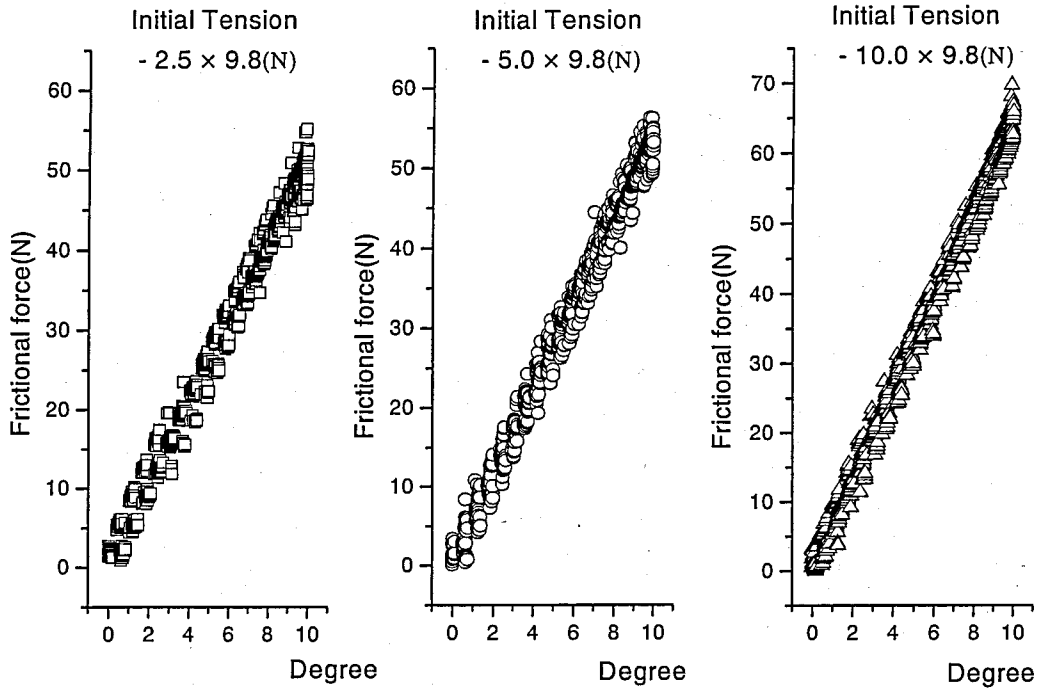 Initial Tension
- 2.5 × 9.8(N)
60
50
40
30
20
10
0
Frictional force(N)
0 2 4 6 8 10
Degree
Initial Tension
- 5.0 × 9.8(N)
60
50
40
30
20
10
0
Frictional force(N)
0 2 4 6 8 10
Degree
Initial Tension
- 10.0 × 9.8(N)
70
60
50
40
30
20
10
0
Frictional force(N)
0 2 4 6 8 10
Degree